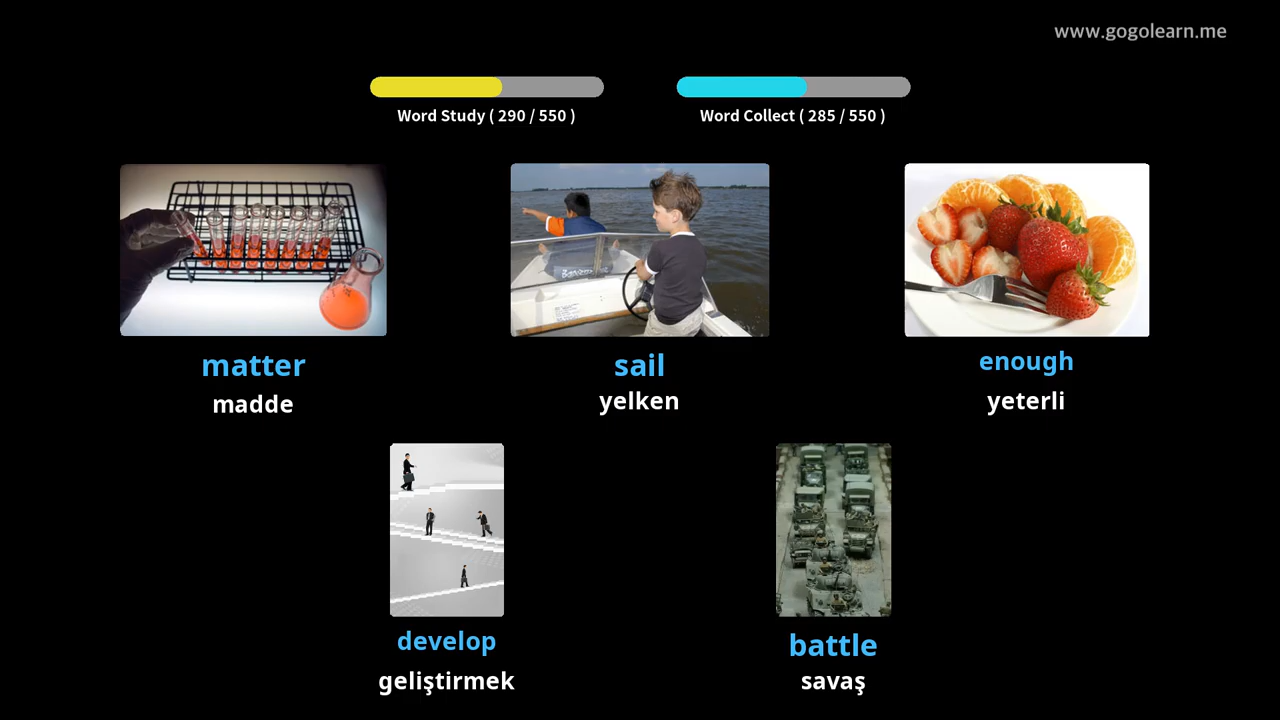 www.gogolearn.me
Word Study ( 290 / 550 )
Word Collect ( 285 / 550 )
matter
madde
sail
yelken
enough
yeterli
develop
geliştirmek
battle
savaş